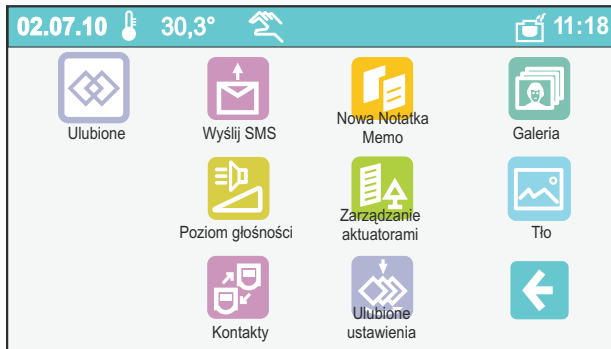 02.07.10 30,3° 11:18
Ulubione
Wyślij SMS
Nowa Notatka
Memo
Galeria
Poziom głośności
Zarządzanie
aktuatorami
Tło
Kontakty
Ulubione
ustawienia